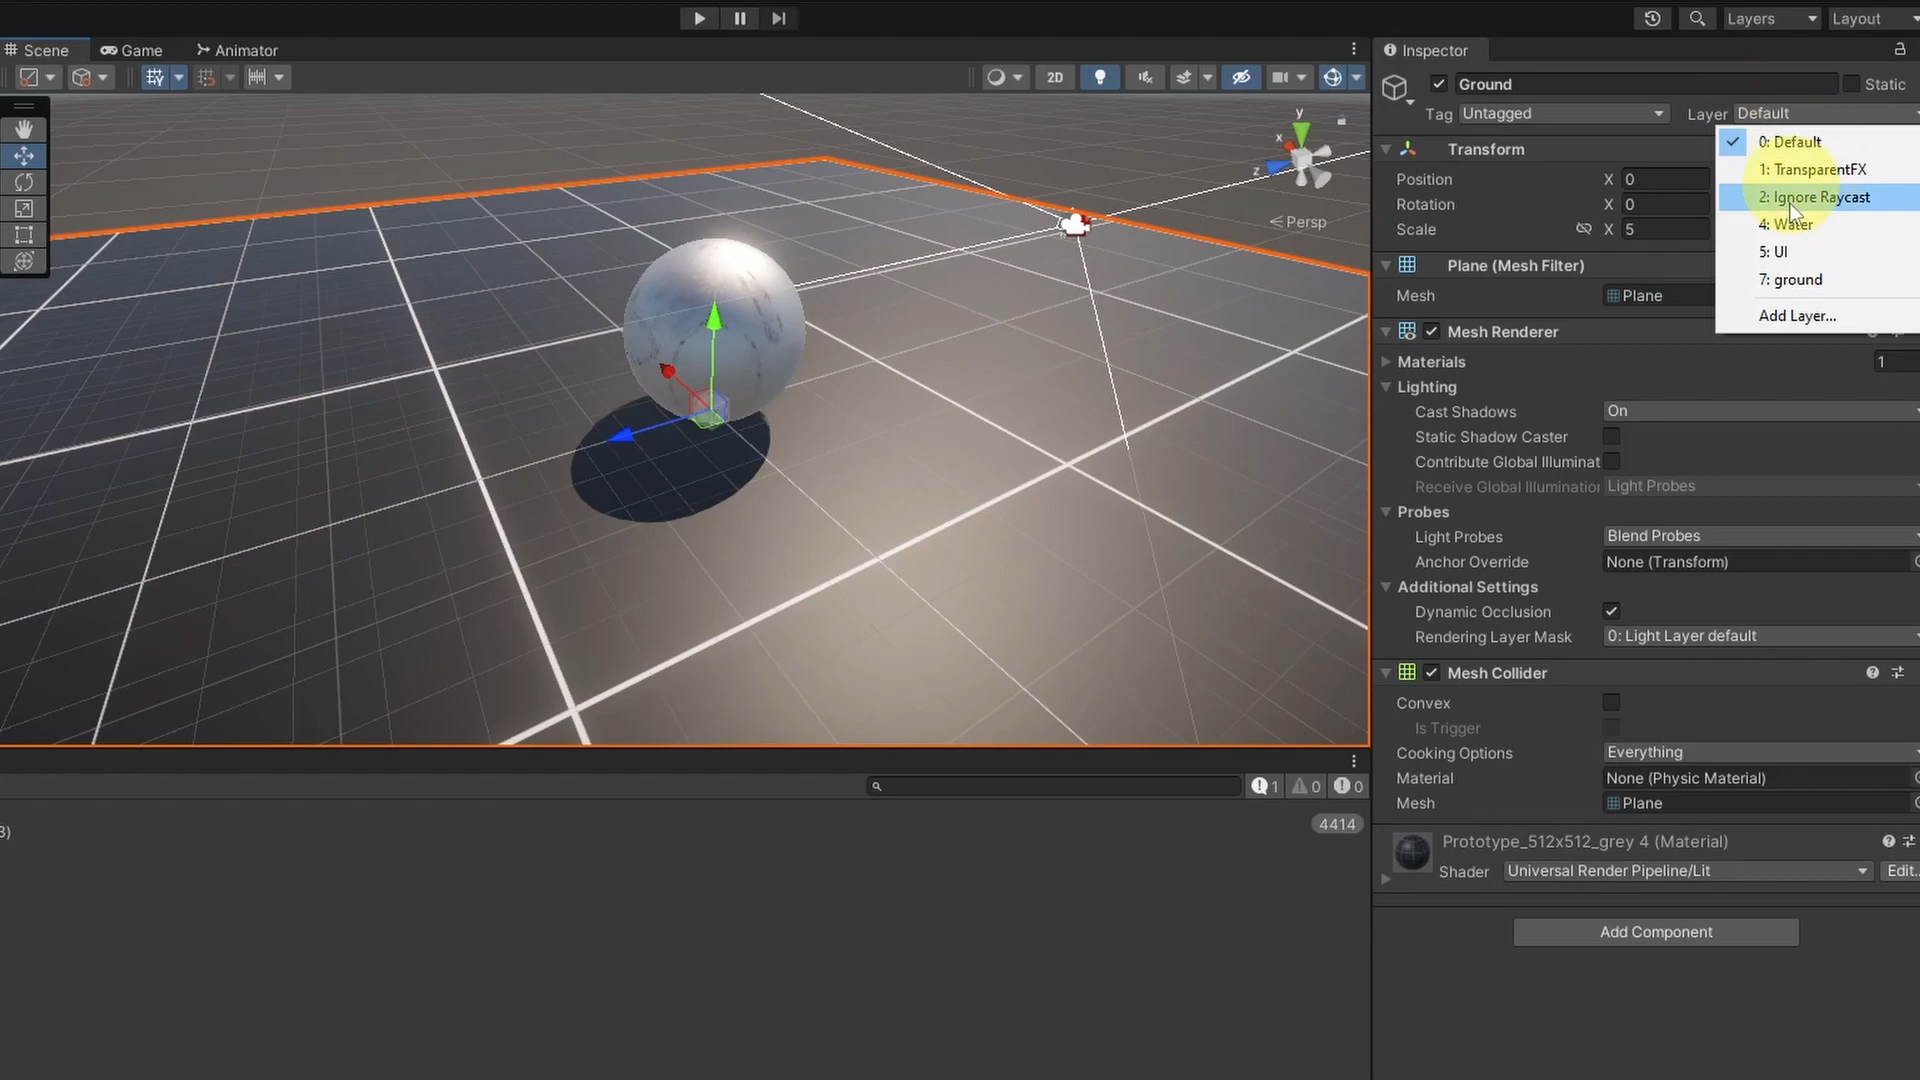 Layers
Layout
Scene
Game
Animator
Inspector
2D
Ground
Static
Tag
Untagged
Layer
Default
0: Default
1: TransparentFX
2: Ignore Raycast
4: Water
5: UI
7: ground
Add Layer...
y
x
z
Persp
Transform
Position
X
0
Rotation
X
0
Scale
X
5
Plane (Mesh Filter)
Mesh
Plane
Mesh Renderer
Materials
1
Lighting
Cast Shadows
On
Static Shadow Caster
Contribute Global Illuminat
Receive Global Illumination
Light Probes
Probes
Light Probes
Blend Probes
Anchor Override
None (Transform)
Additional Settings
Dynamic Occlusion
Rendering Layer Mask
0: Light Layer default
Mesh Collider
Convex
Is Trigger
Cooking Options
Everything
Material
None (Physic Material)
Mesh
Plane
1
0
0
3)
4414
Prototype_512x512_grey 4 (Material)
Shader
Universal Render Pipeline/Lit
Edit..
Add Component